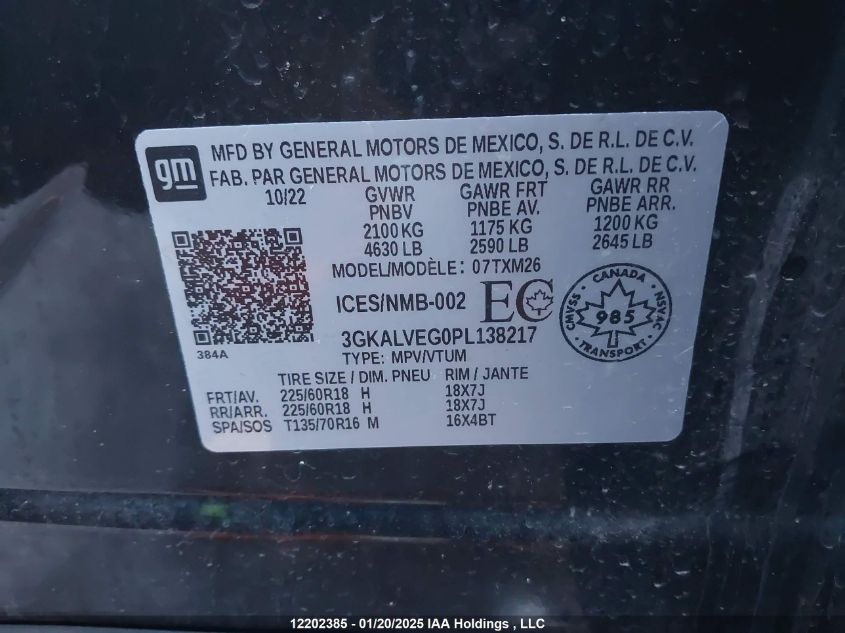 gm
MFD BY GENERAL MOTORS DE MEXICO, S. DE R.L. DE C.V.
FAB. PAR GENERAL MOTORS DE MEXICO, S. DE R.L. DE C.V.
10/22 GVWR GAWR FRT GAWR RR
PNBV PNBE AV. PNBE ARR.
2100 KG 1175 KG 1200 KG
4630 LB 2590 LB 2645 LB
MODEL/MODÈLE: 07TXM26
ICES/NMB-002 EC
CANADA
CMVSS 985 NSVAC
TRANSPORT
3GKALVEG0PL138217
384A
TYPE: MPV/VTUM
TIRE SIZE / DIM. PNEU RIM / JANTE
FRT/AV. 225/60R18 H 18X7J
RR/ARR. 225/60R18 H 18X7J
SPA/SOS T135/70R16 M 16X4BT
12202385 - 01/20/2025 IAA Holdings , LLC